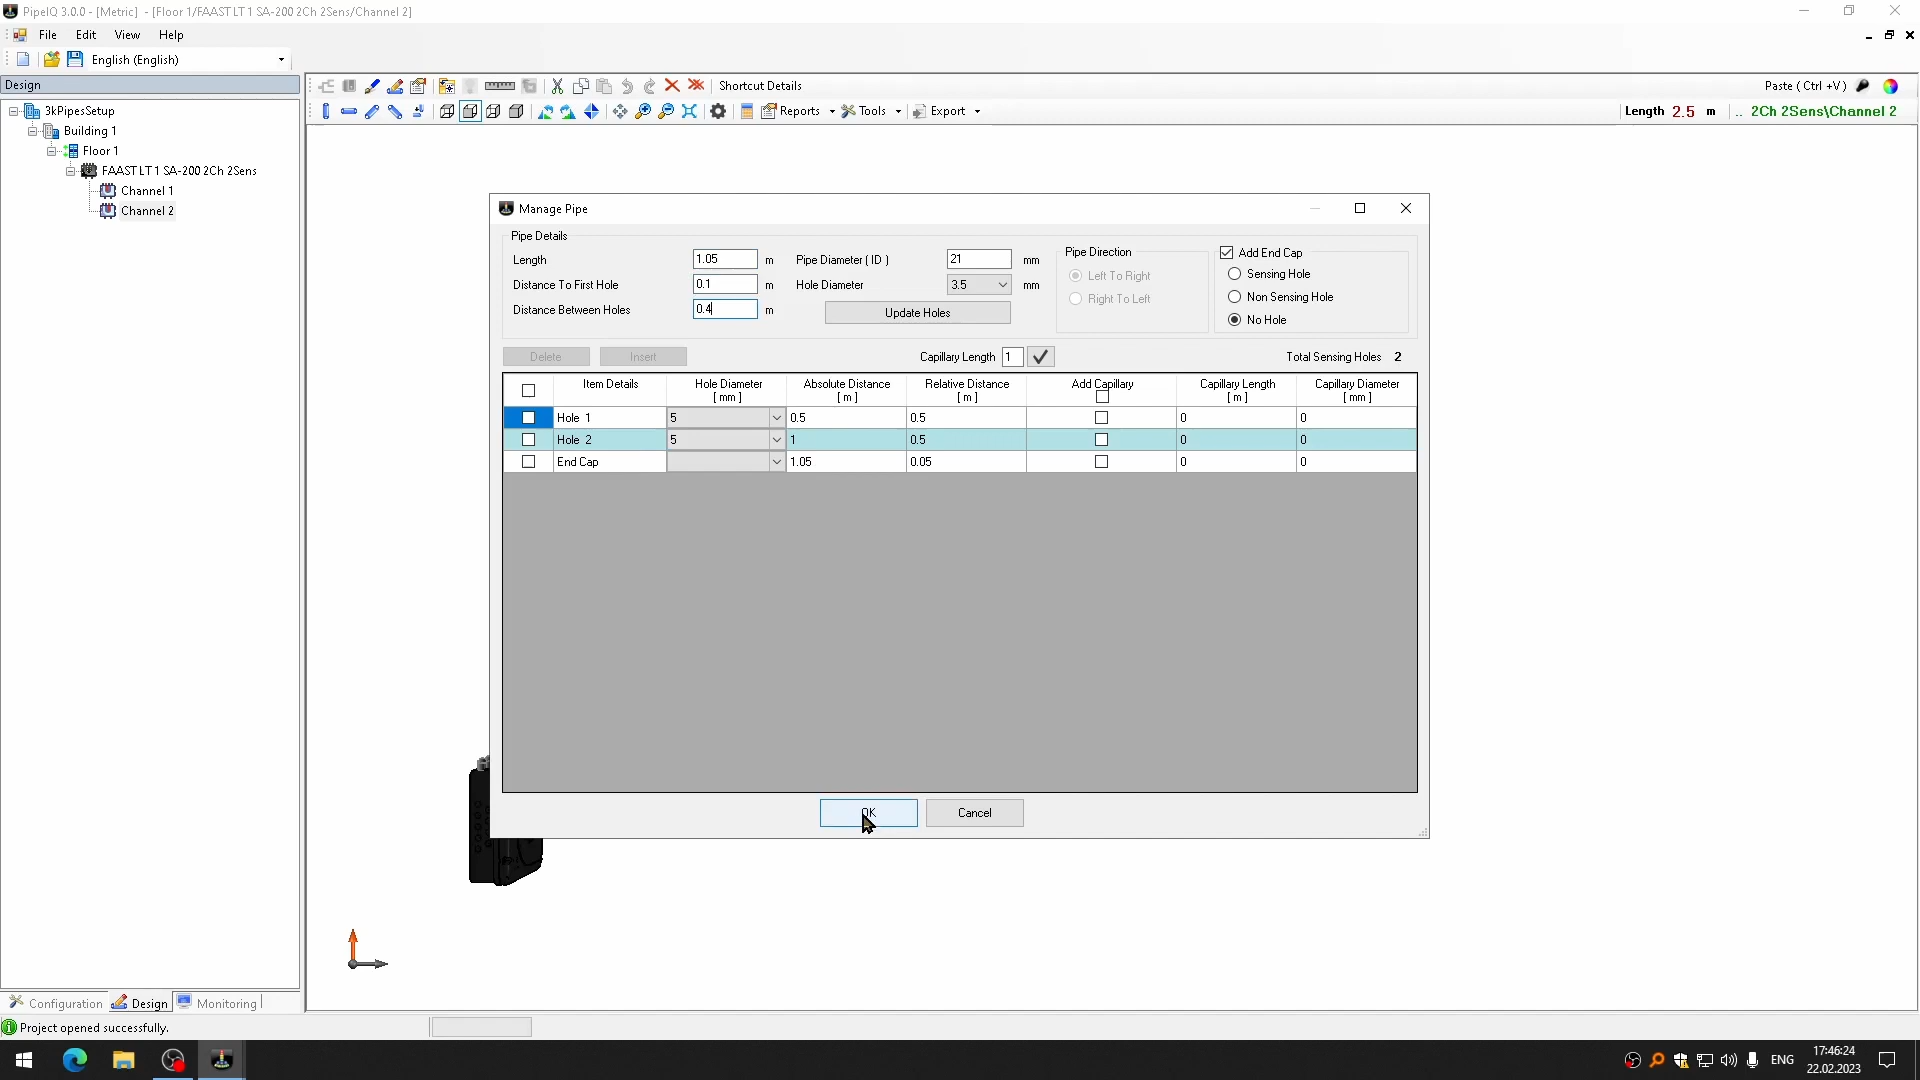 PipeIQ 3.0.0 - [Metric] - [Floor 1/FAAST LT1 SA-200 2Ch 2Sens/Channel 2]
File Edit View Help
English (English)
Design
Shortcut Details
Paste ( Ctrl +V )
Reports Tools Export
Length 2.5 m .. 2Ch 2Sens\Channel 2
3kPipesSetup
Building 1
Floor 1
FAAST LT1 SA-200 2Ch 2Sens
Channel 1
Channel 2
Manage Pipe
Pipe Details
Length 1.05 m Pipe Diameter ( ID ) 21 mm
Distance To First Hole 0.1 m Hole Diameter 3.5 mm
Distance Between Holes 0.4 m Update Holes
Pipe Direction
Left To Right
Right To Left
Add End Cap
Sensing Hole
Non Sensing Hole
No Hole
Delete Insert Capillary Length 1 Total Sensing Holes 2
Item Details Hole Diameter [ mm ] Absolute Distance [ m ] Relative Distance [ m ] Add Capillary Capillary Length [ m ] Capillary Diameter [ mm ]
Hole 1 5 0.5 0.5 0 0
Hole 2 5 1 0.5 0 0
End Cap 1.05 0.05 0 0
OK Cancel
Configuration Design Monitoring
Project opened successfully.
ENG 17:46:24
22.02.2023